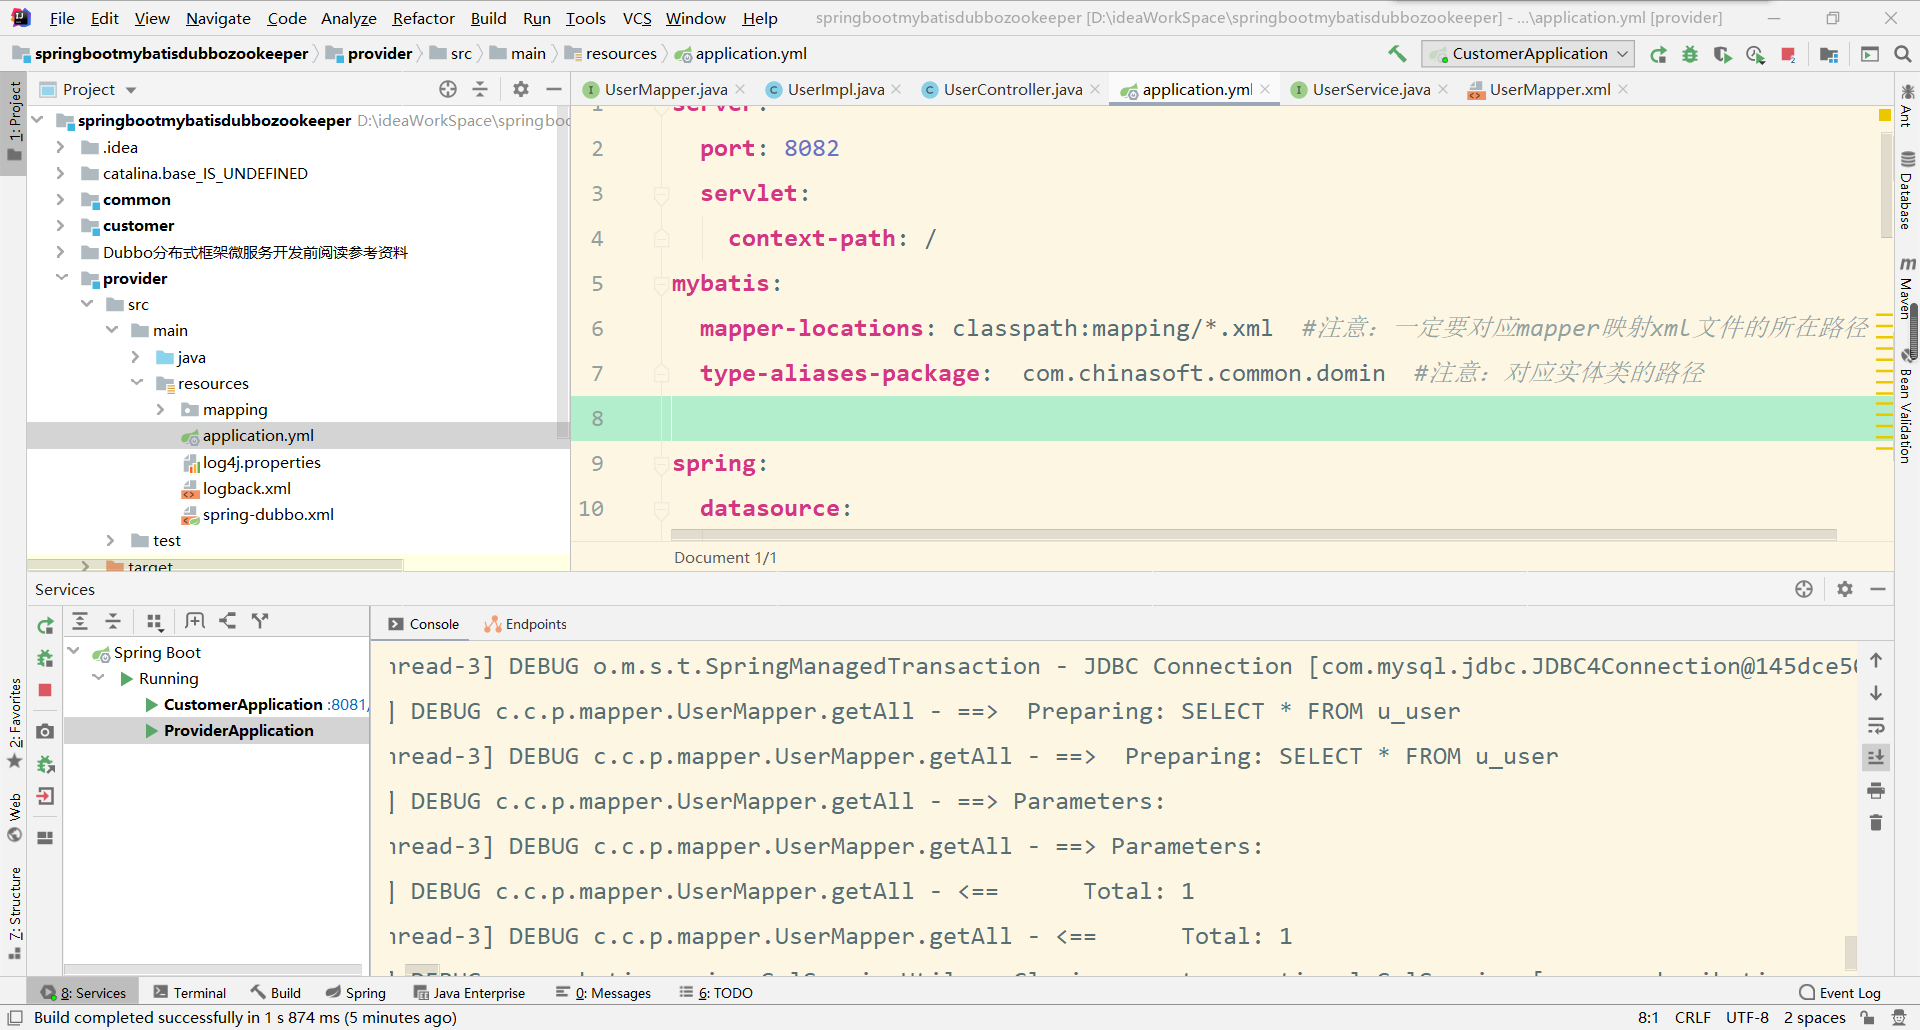 File Edit View Navigate Code Analyze Refactor Build Run Tools VCS Window Help springbootmybatisdubbozookeeper [D:\ideaWorkSpace\springbootmybatisdubbozookeeper] - ...\application.yml [provider]
springbootmybatisdubbozookeeper provider src main resources application.yml CustomerApplication
1: Project
Project
UserMapper.java UserImpl.java UserController.java application.yml UserService.java UserMapper.xml
springbootmybatisdubbozookeeper D:\ideaWorkSpace\springboo
.idea
catalina.base_IS_UNDEFINED
common
customer
Dubbo分布式框架微服务开发前阅读参考资料
provider
src
main
java
resources
mapping
application.yml
log4j.properties
logback.xml
spring-dubbo.xml
test
target
1 server:
2 port: 8082
3 servlet:
4 context-path: /
5 mybatis:
6 mapper-locations: classpath:mapping/*.xml #注意：一定要对应mapper映射xml文件的所在路径
7 type-aliases-package: com.chinasoft.common.domin #注意：对应实体类的路径
8
9 spring:
10 datasource:
Document 1/1
Ant
Database
Maven
Bean Validation
Services
Console Endpoints
Spring Boot
Running
CustomerApplication :8081/
ProviderApplication
hread-3] DEBUG o.m.s.t.SpringManagedTransaction - JDBC Connection [com.mysql.jdbc.JDBC4Connection@145dce50
] DEBUG c.c.p.mapper.UserMapper.getAll - ==>  Preparing: SELECT * FROM u_user
hread-3] DEBUG c.c.p.mapper.UserMapper.getAll - ==>  Preparing: SELECT * FROM u_user
] DEBUG c.c.p.mapper.UserMapper.getAll - ==> Parameters:
hread-3] DEBUG c.c.p.mapper.UserMapper.getAll - ==> Parameters:
] DEBUG c.c.p.mapper.UserMapper.getAll - <==      Total: 1
hread-3] DEBUG c.c.p.mapper.UserMapper.getAll - <==      Total: 1
2: Favorites
Web
7: Structure
8: Services Terminal Build Spring Java Enterprise 0: Messages 6: TODO Event Log
Build completed successfully in 1 s 874 ms (5 minutes ago) 8:1 CRLF UTF-8 2 spaces